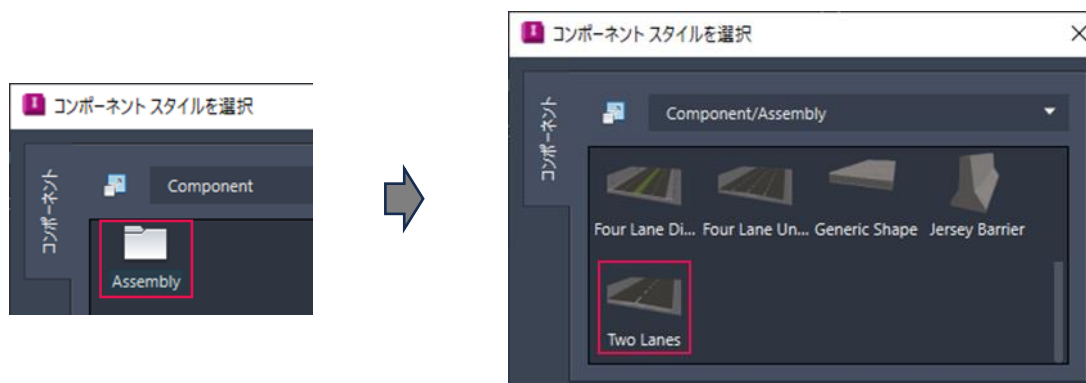 コンポーネント スタイルを選択
コンポーネント
Component
Assembly
コンポーネント スタイルを選択
コンポーネント
Component/Assembly
Four Lane Di... Four Lane Un... Generic Shape Jersey Barrier
Two Lanes